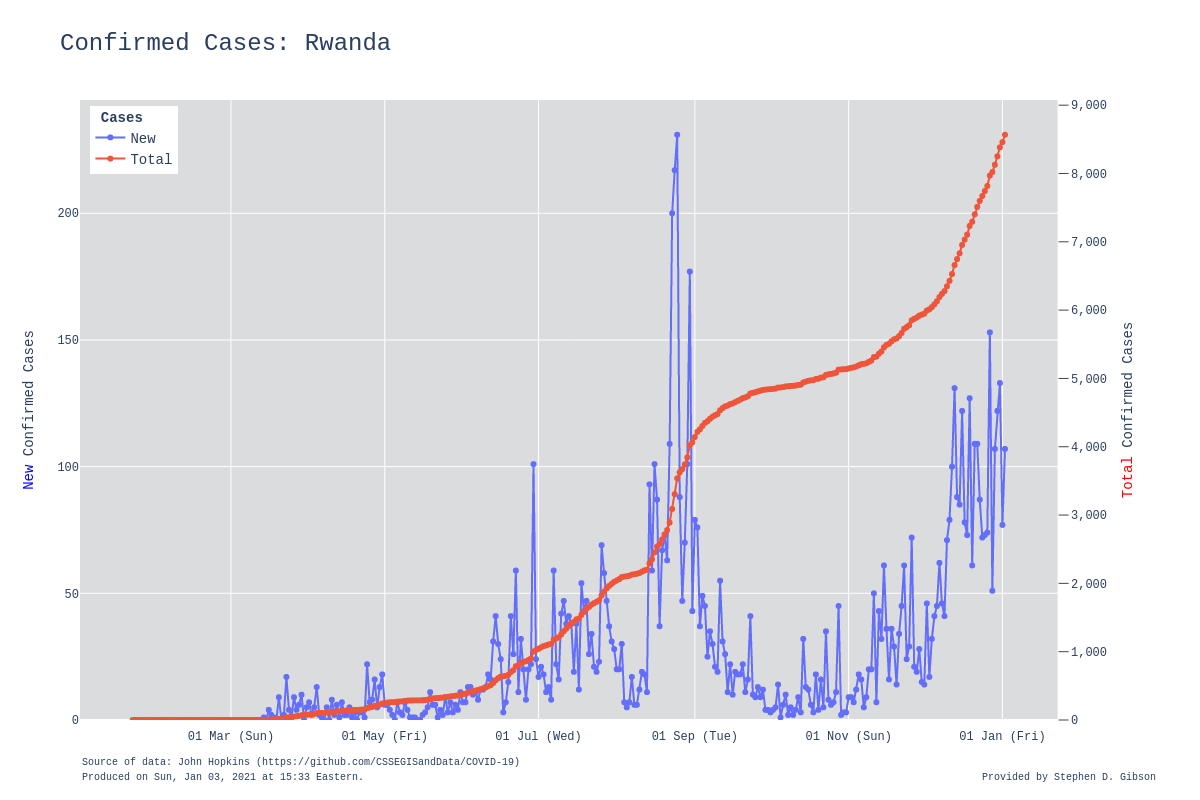 Confirmed Cases: Rwanda
Cases
New
Total
200
150
100
50
0
New Confirmed Cases
9,000
8,000
7,000
6,000
5,000
4,000
3,000
2,000
1,000
0
Total Confirmed Cases
01 Mar (Sun)
01 May (Fri)
01 Jul (Wed)
01 Sep (Tue)
01 Nov (Sun)
01 Jan (Fri)
Source of data: John Hopkins (https://github.com/CSSEGISandData/COVID-19)
Produced on Sun, Jan 03, 2021 at 15:33 Eastern.
Provided by Stephen D. Gibson